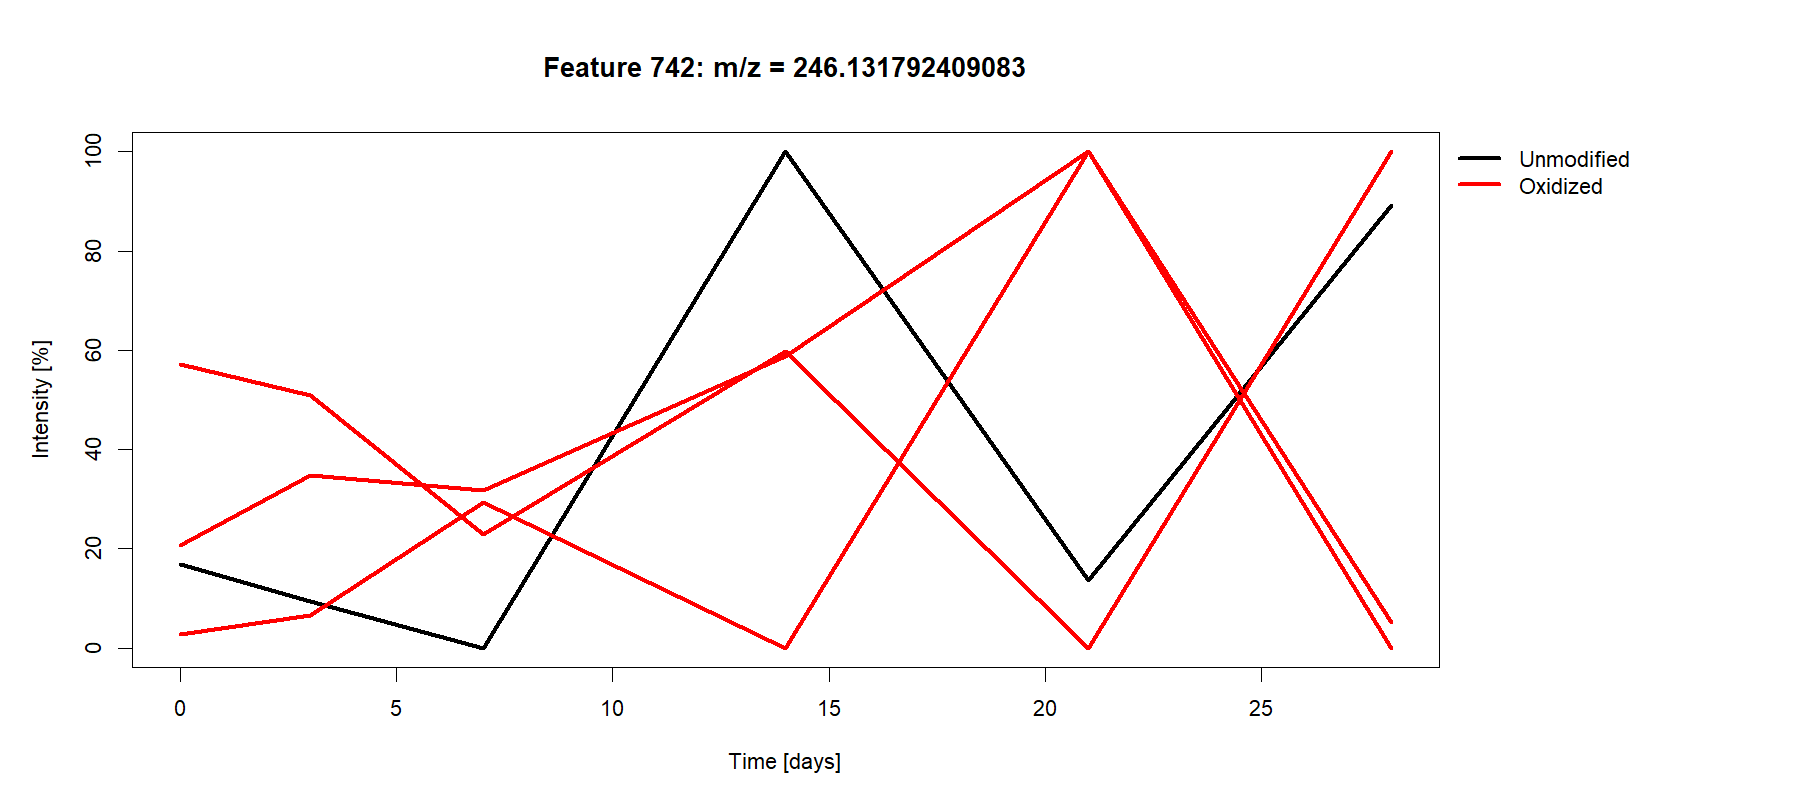 Feature 742: m/z = 246.131792409083
Unmodified
Oxidized
Intensity [%]
100
80
60
40
20
0
0 5 10 15 20 25
Time [days]